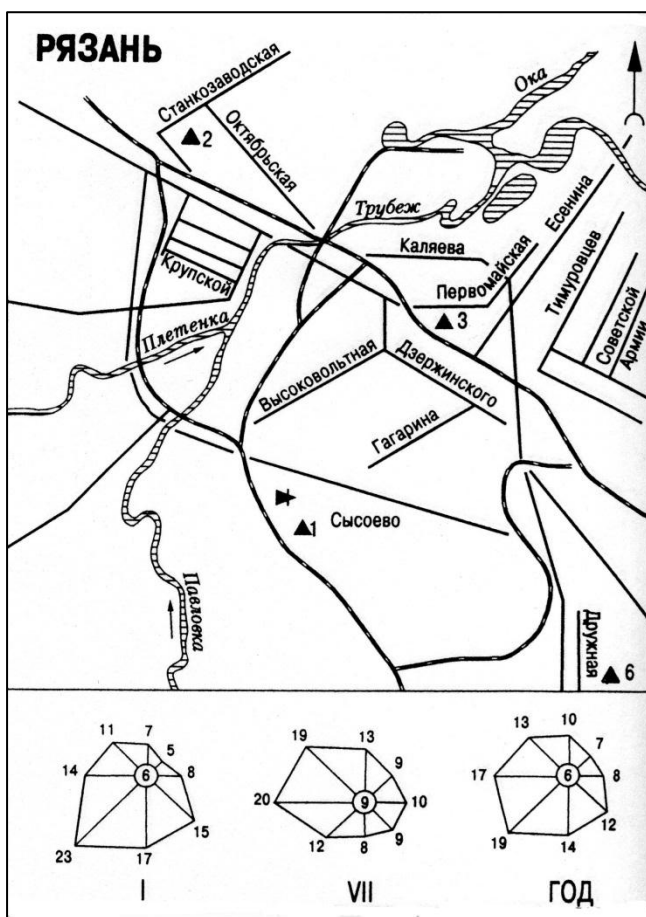 РЯЗАНЬ
Станкозаводская
Октябрьская
2
Ока
Трубеж
Каляева
Первомайская
Есенина
Тимуровцев
Советской
Армии
Крупской
Плетенка
3
Высоковольтная
Дзержинского
Гагарина
1
Сысоево
Павловка
Дружная
6
11
7
5
14
6
8
15
23
17
I
19
13
9
20
9
10
12
8
9
VII
13
10
7
17
6
8
12
19
14
ГОД